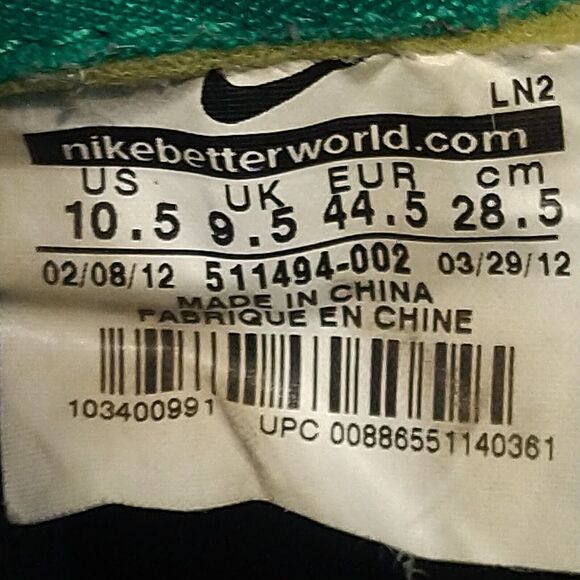 LN2
nikebetterworld.com
US UK EUR cm
10.5 9.5 44.5 28.5
02/08/12 511494-002 03/29/12
MADE IN CHINA
FABRIQUE EN CHINE
103400991
UPC 00886551140361